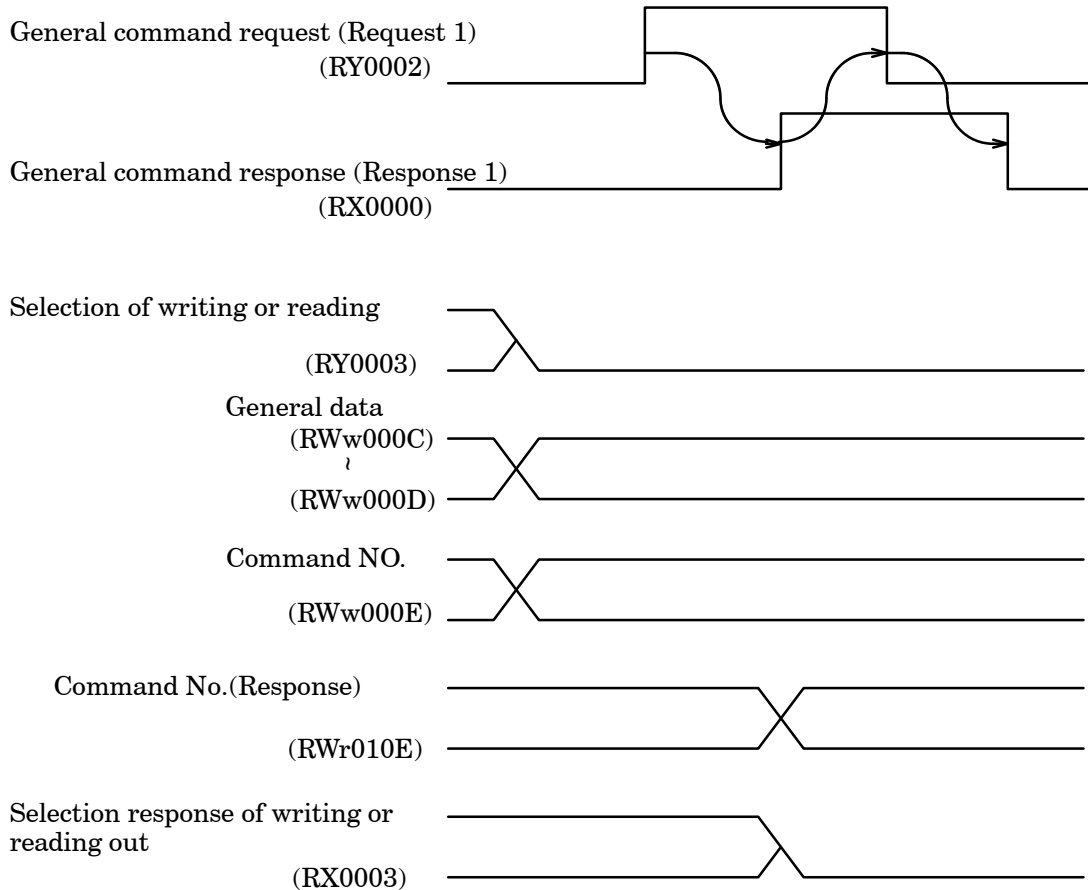 General command request (Request 1)
(RY0002)
General command response (Response 1)
(RX0000)
Selection of writing or reading
(RY0003)
General data
(RWw000C)
~
(RWw000D)
Command NO.
(RWw000E)
Command No.(Response)
(RWr010E)
Selection response of writing or
reading out
(RX0003)